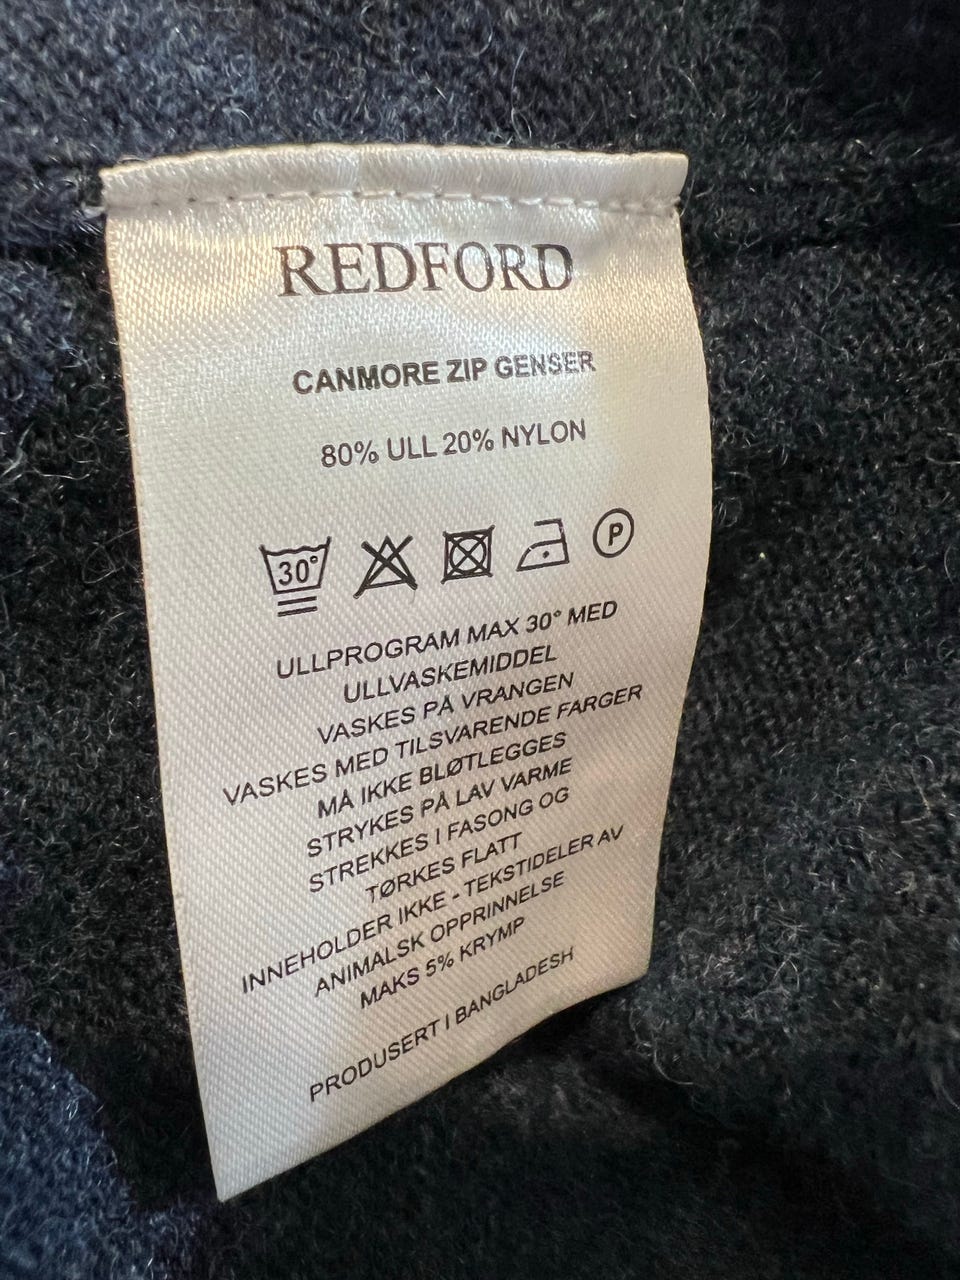 REDFORD
CANMORE ZIP GENSER
80% ULL 20% NYLON
30° P
ULLPROGRAM MAX 30° MED
ULLVASKEMIDDEL
VASKES PÅ VRANGEN
VASKES MED TILSVARENDE FARGER
MÅ IKKE BLØTLEGGES
STRYKES PÅ LAV VARME
STREKKES I FASONG OG
TØRKES FLATT
INNEHOLDER IKKE - TEKSTIDELER AV
ANIMALSK OPPRINNELSE
MAKS 5% KRYMP
PRODUSERT I BANGLADESH